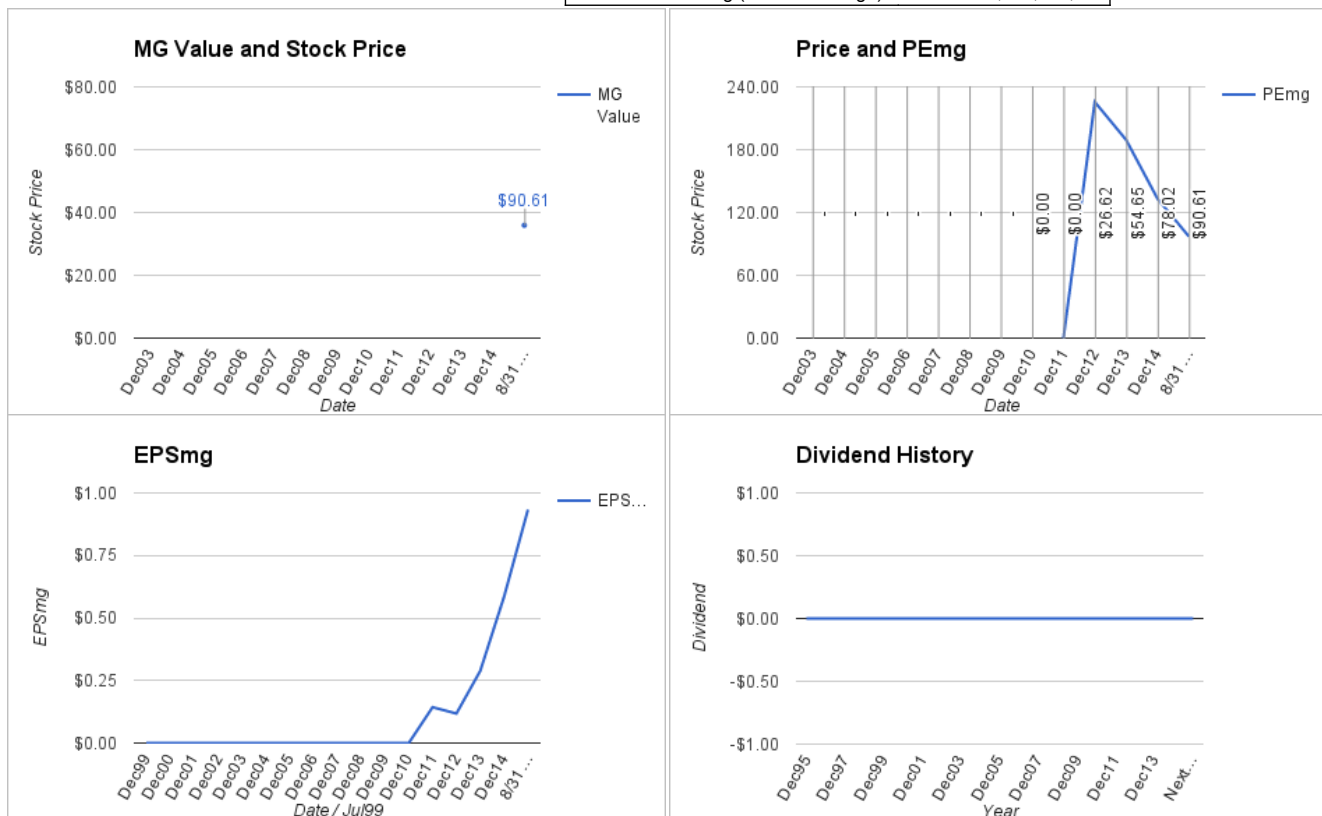 MG Value and Stock Price
$80.00
$60.00
$40.00
$20.00
$0.00
Stock Price
$90.61
MG
Value
Dec03
Dec04
Dec05
Dec06
Dec07
Dec08
Dec09
Dec10
Dec11
Dec12
Dec13
Dec14
8/31 ...
Date
Price and PEmg
240.00
180.00
120.00
60.00
0.00
Stock Price
$0.00
$0.00
$26.62
$54.65
$78.02
$90.61
PEmg
Dec03
Dec04
Dec05
Dec06
Dec07
Dec08
Dec09
Dec10
Dec11
Dec12
Dec13
Dec14
8/31 ...
Date
EPSmg
$1.00
$0.75
$0.50
$0.25
$0.00
EPSmg
EPS...
Dec99
Dec00
Dec01
Dec02
Dec03
Dec04
Dec05
Dec06
Dec07
Dec08
Dec09
Dec10
Dec11
Dec12
Dec13
Dec14
8/31 ...
Date / Jul99
Dividend History
$1.00
$0.50
$0.00
-$0.50
-$1.00
Dividend
Dec95
Dec97
Dec99
Dec01
Dec03
Dec05
Dec07
Dec09
Dec11
Dec13
Next...
Year